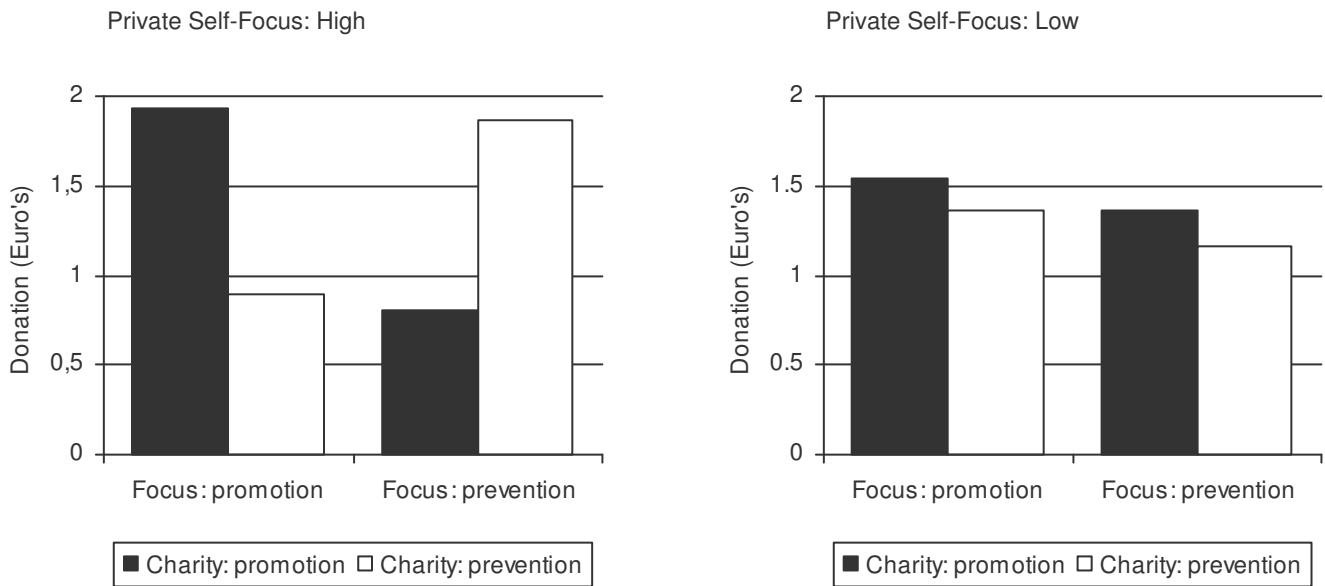 Private Self-Focus: High
Donation (Euro's)
2
1,5
1
0,5
0
Focus: promotion Focus: prevention
Charity: promotion Charity: prevention
Private Self-Focus: Low
Donation (Euro's)
2
1.5
1
0.5
0
Focus: promotion Focus: prevention
Charity: promotion Charity: prevention